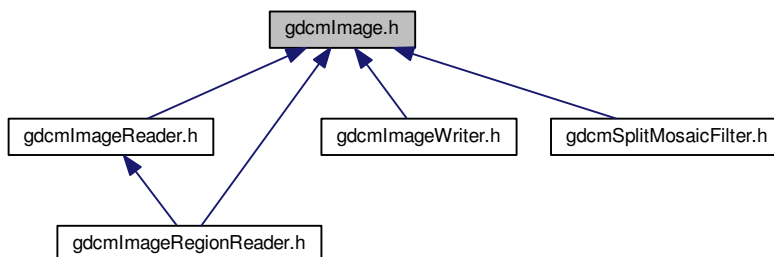 gdcmImage.h
gdcmImageReader.h
gdcmImageWriter.h
gdcmSplitMosaicFilter.h
gdcmImageRegionReader.h